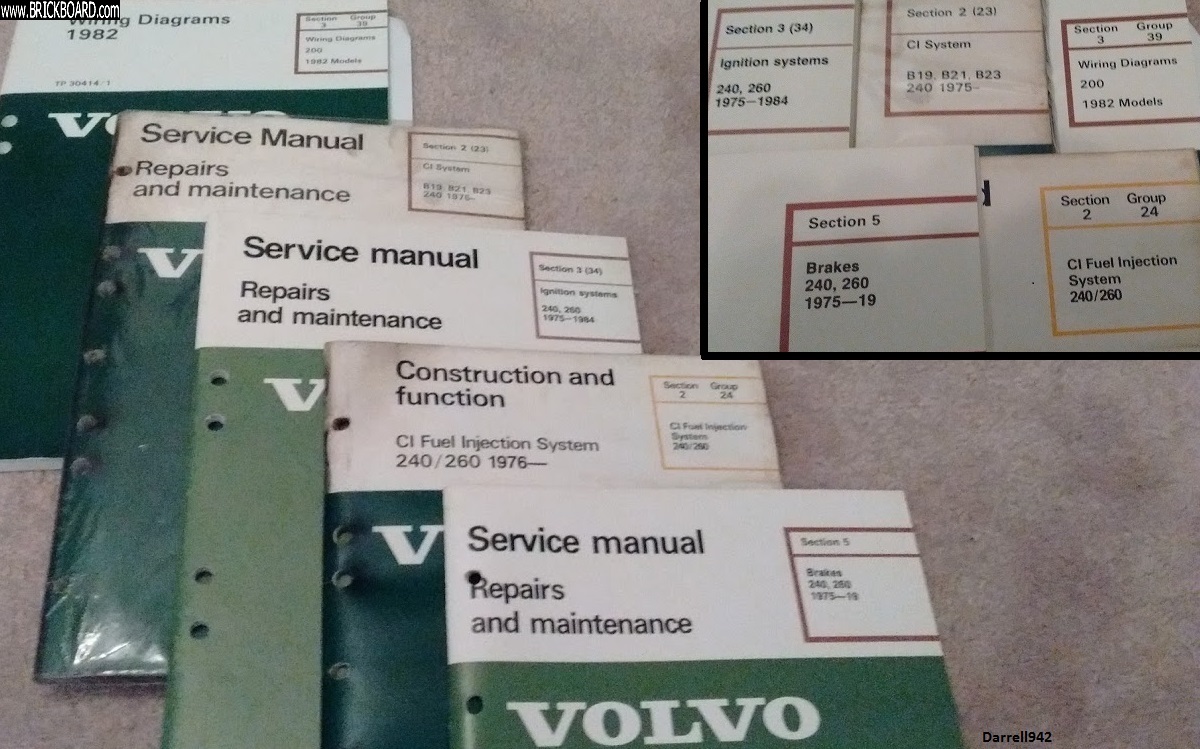 www.BRICKBOARD.com
Wiring Diagrams
1982
TP 30414/1
Section Group
3 39
Wiring Diagrams
200
1982 Models
VOLVO
Service Manual
Repairs
and maintenance
Section 2 (23)
CI System
B19, B21, B23
240 1975-
V
Service manual
Repairs
and maintenance
Section 3 (34)
Ignition systems
240, 260
1975—1984
V
Construction and
function
CI Fuel Injection System
240/260 1976—
Section Group
2 24
CI Fuel Injection
System
240/260
V
Service manual
Repairs
and maintenance
Section 5
Brakes
240, 260
1975—19
VOLVO
Section 3 (34)
Ignition systems
240, 260
1975—1984
Section 2 (23)
CI System
B19, B21, B23
240 1975-
Section Group
3 39
Wiring Diagrams
200
1982 Models
Section 5
Brakes
240, 260
1975—19
d
Section Group
2 24
CI Fuel Injection
System
240/260
Darrell942